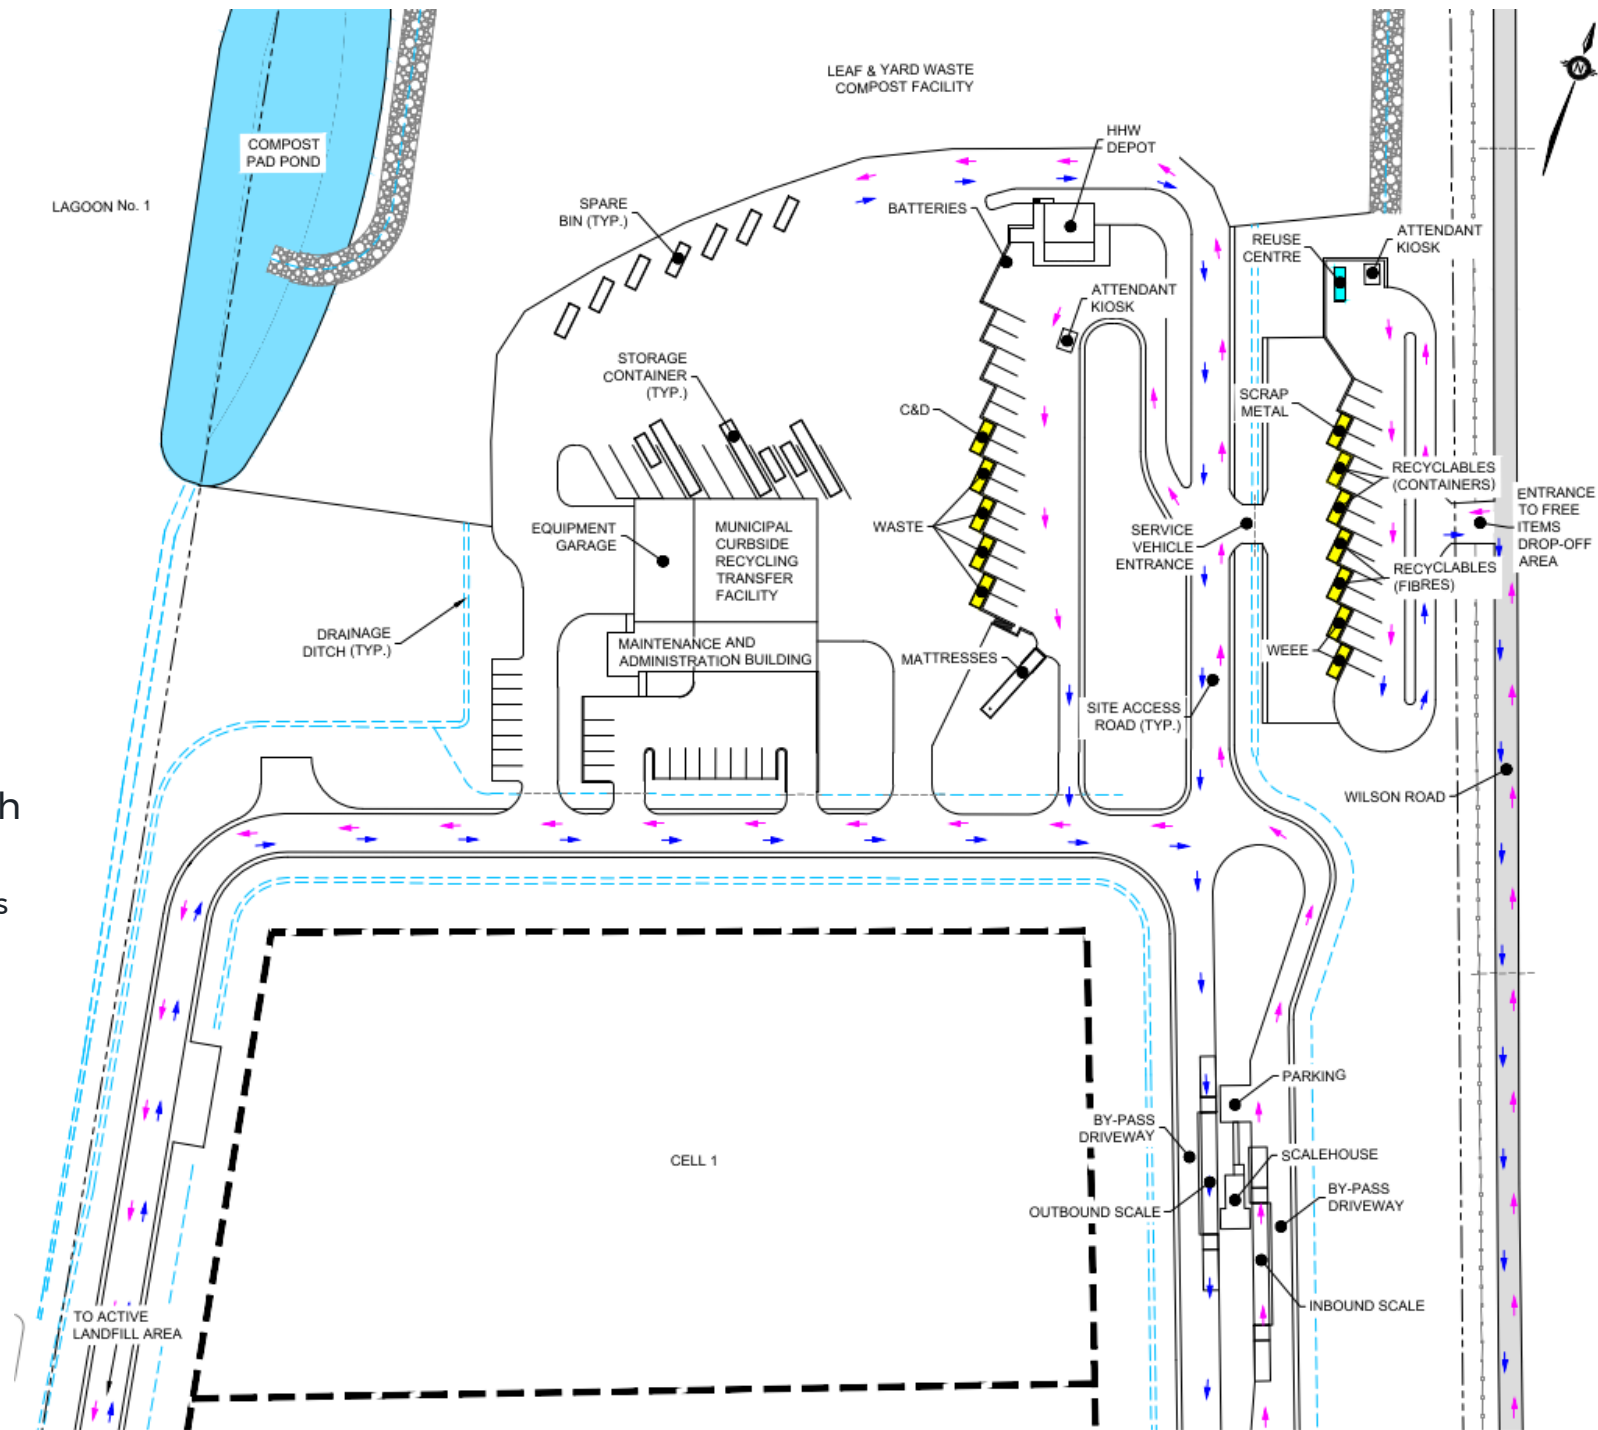 LEAF & YARD WASTE
COMPOST FACILITY
HHW
DEPOT
COMPOST
PAD POND
LAGOON No. 1
SPARE
BIN (TYP.)
BATTERIES
REUSE
CENTRE
ATTENDANT
KIOSK
ATTENDANT
KIOSK
STORAGE
CONTAINER
(TYP.)
C&D
SCRAP
METAL
RECYCLABLES
(CONTAINERS)
ENTRANCE
TO FREE
ITEMS
DROP-OFF
AREA
EQUIPMENT
GARAGE
MUNICIPAL
CURBSIDE
RECYCLING
TRANSFER
FACILITY
WASTE
SERVICE
VEHICLE
ENTRANCE
RECYCLABLES
(FIBRES)
DRAINAGE
DITCH (TYP.)
MAINTENANCE AND
ADMINISTRATION BUILDING
MATTRESSES
WEEE
SITE ACCESS
ROAD (TYP.)
WILSON ROAD
h
s
PARKING
BY-PASS
DRIVEWAY
SCALEHOUSE
CELL 1
BY-PASS
DRIVEWAY
OUTBOUND SCALE
INBOUND SCALE
TO ACTIVE
LANDFILL AREA
N